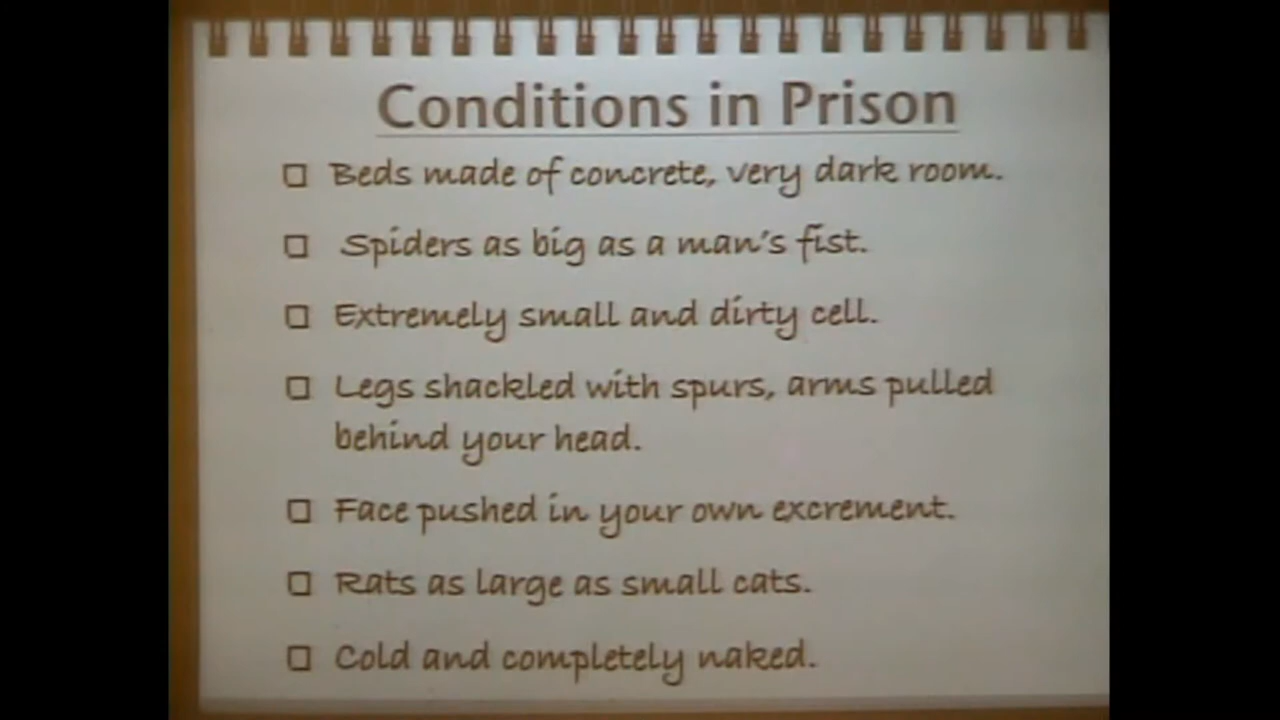 Conditions in Prison
Beds made of concrete, very dark room.
Spiders as big as a man's fist.
Extremely small and dirty cell.
Legs shackled with spurs, arms pulled
behind your head.
Face pushed in your own excrement.
Rats as large as small cats.
Cold and completely naked.